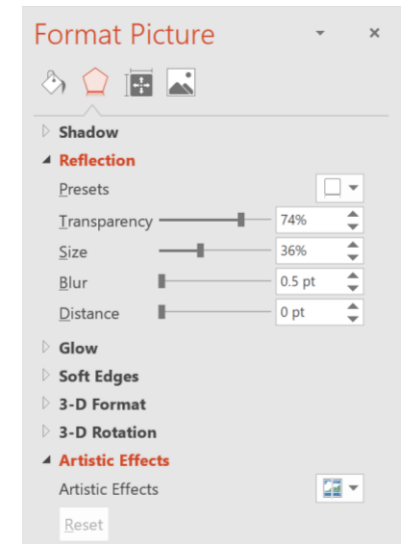 Format Picture
Shadow
Reflection
Presets
Transparency 74%
Size 36%
Blur 0.5 pt
Distance 0 pt
Glow
Soft Edges
3-D Format
3-D Rotation
Artistic Effects
Artistic Effects
Reset